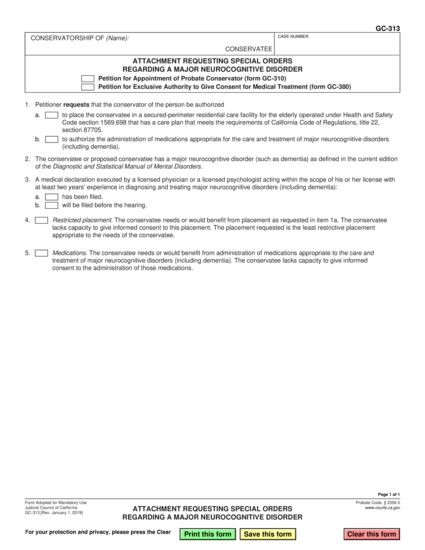 GC-313
CONSERVATORSHIP OF (Name):
CASE NUMBER:
CONSERVATEE
ATTACHMENT REQUESTING SPECIAL ORDERS
REGARDING A MAJOR NEUROCOGNITIVE DISORDER
Petition for Appointment of Probate Conservator (form GC-310)
Petition for Exclusive Authority to Give Consent for Medical Treatment (form GC-380)
1. Petitioner requests that the conservator of the person be authorized
a. to place the conservatee in a secured-perimeter residential care facility for the elderly operated under Health and Safety
Code section 1569.698 that has a care plan that meets the requirements of California Code of Regulations, title 22,
section 87705.
b. to authorize the administration of medications appropriate for the care and treatment of major neurocognitive disorders
(including dementia).
2. The conservatee or proposed conservatee has a major neurocognitive disorder (such as dementia) as defined in the current edition
of the Diagnostic and Statistical Manual of Mental Disorders.
3. A medical declaration executed by a licensed physician or a licensed psychologist acting within the scope of his or her license with
at least two years' experience in diagnosing and treating major neurocognitive disorders (including dementia):
a. has been filed.
b. will be filed before the hearing.
4. Restricted placement. The conservatee needs or would benefit from placement as requested in item 1a. The conservatee
lacks capacity to give informed consent to this placement. The placement requested is the least restrictive placement
appropriate to the needs of the conservatee.
5. Medications. The conservatee needs or would benefit from administration of medications appropriate to the care and
treatment of major neurocognitive disorders (including dementia). The conservatee lacks capacity to give informed
consent to the administration of those medications.
Page 1 of 1
Form Adopted for Mandatory Use
Judicial Council of California
GC-313 [Rev. January 1, 2019]
ATTACHMENT REQUESTING SPECIAL ORDERS
REGARDING A MAJOR NEUROCOGNITIVE DISORDER
Probate Code, § 2356.5
www.courts.ca.gov
For your protection and privacy, please press the Clear
Print this form
Save this form
Clear this form